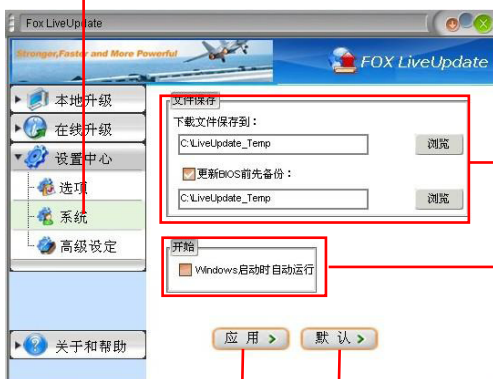 Fox LiveUpdate
Stronger,Faster and More Powerful
FOX LiveUpdate
本地升级
在线升级
设置中心
选项
系统
高级设定
关于和帮助
文件保存
下载文件保存到：
C:\LiveUpdate_Temp
浏览
更新BIOS前先备份：
C:\LiveUpdate_Temp
浏览
开始
Windows启动时自动运行
应 用 >
默 认 >